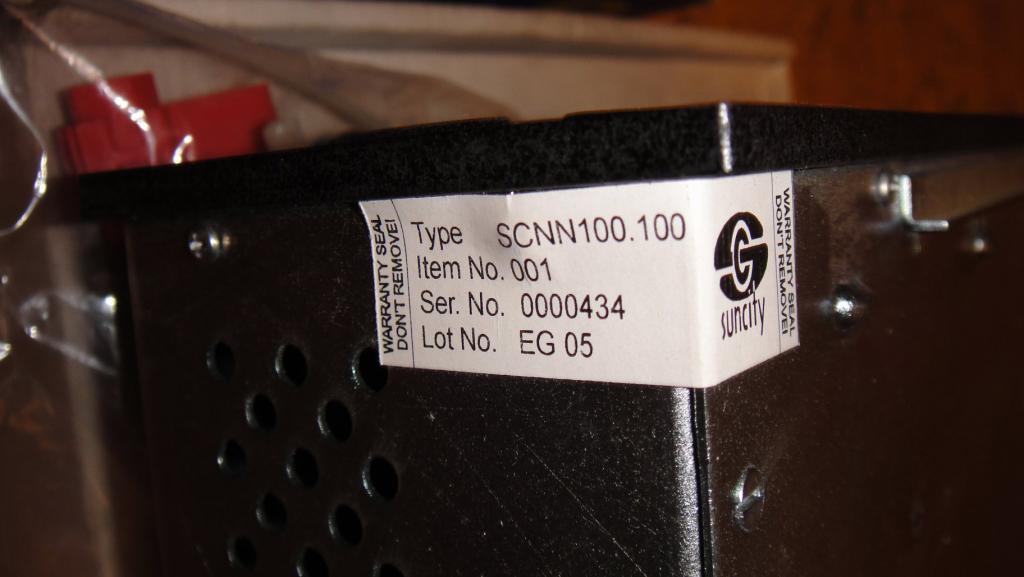 WARRANTY SEAL
DON'T REMOVE!
Type SCNN100.100
Item No. 001
Ser. No. 0000434
Lot No. EG 05
SG
suncity
WARRANTY SEAL
DON'T REMOVE!